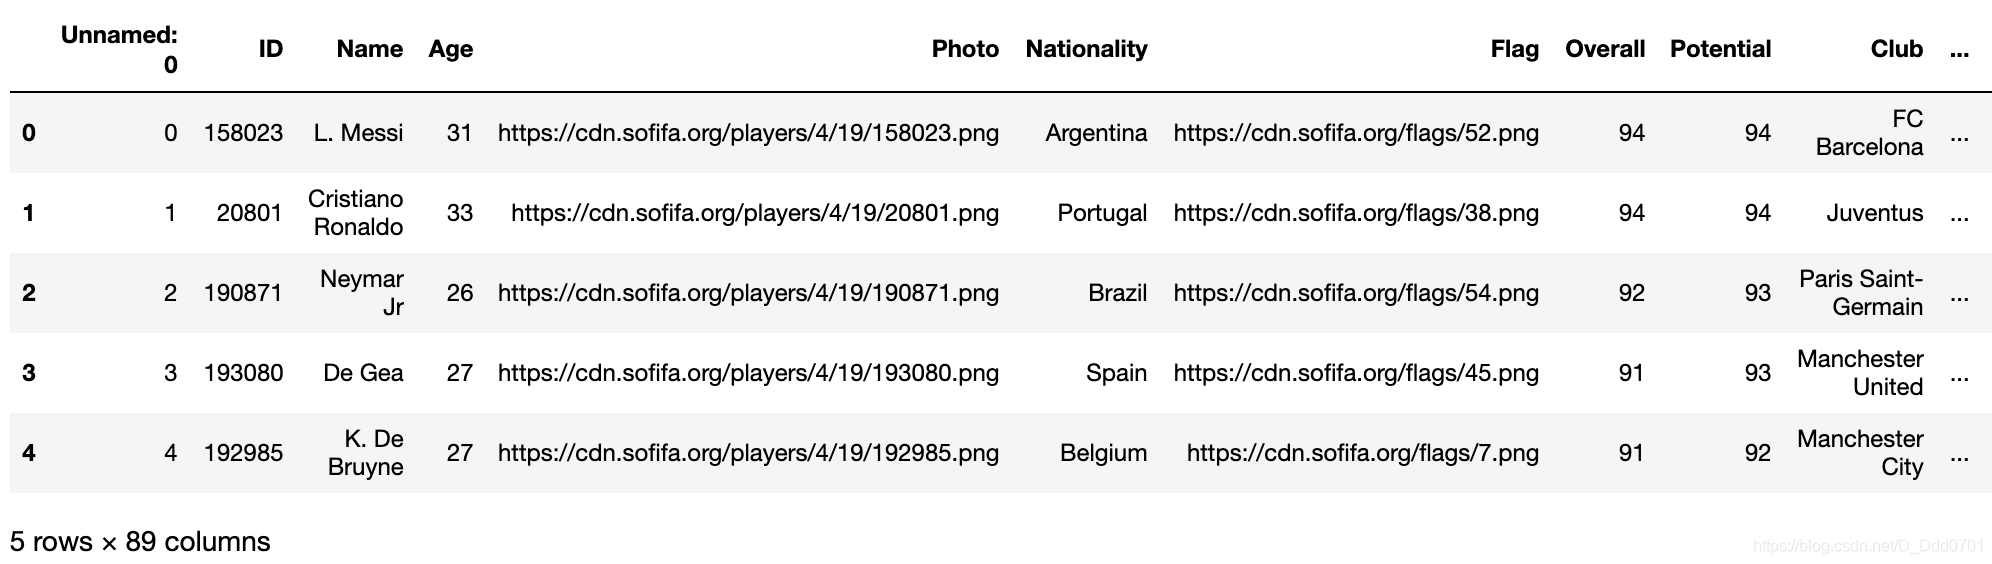 Unnamed: 0 ID Name Age Photo Nationality Flag Overall Potential Club ...
0 0 158023 L. Messi 31 https://cdn.sofifa.org/players/4/19/158023.png Argentina https://cdn.sofifa.org/flags/52.png 94 94 FC Barcelona ...
1 1 20801 Cristiano Ronaldo 33 https://cdn.sofifa.org/players/4/19/20801.png Portugal https://cdn.sofifa.org/flags/38.png 94 94 Juventus ...
2 2 190871 Neymar Jr 26 https://cdn.sofifa.org/players/4/19/190871.png Brazil https://cdn.sofifa.org/flags/54.png 92 93 Paris Saint-Germain ...
3 3 193080 De Gea 27 https://cdn.sofifa.org/players/4/19/193080.png Spain https://cdn.sofifa.org/flags/45.png 91 93 Manchester United ...
4 4 192985 K. De Bruyne 27 https://cdn.sofifa.org/players/4/19/192985.png Belgium https://cdn.sofifa.org/flags/7.png 91 92 Manchester City ...
5 rows × 89 columns
https://blog.csdn.net/D_Ddd0701